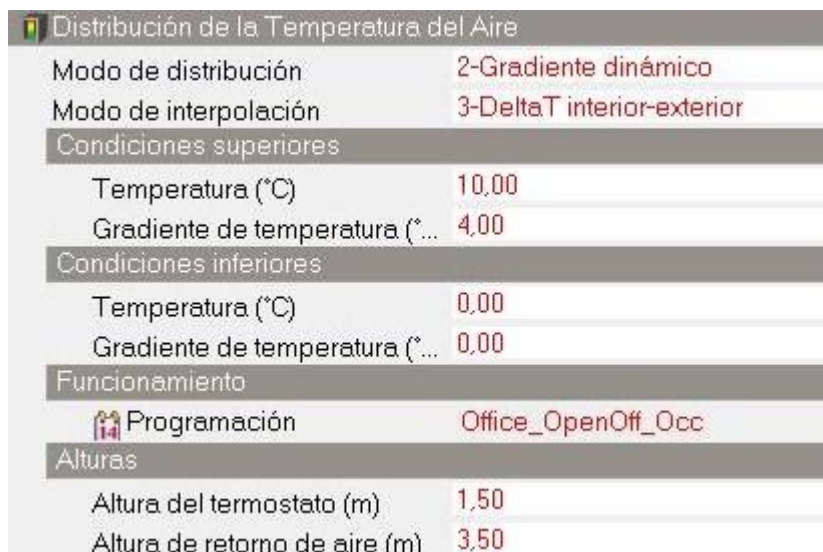 Distribución de la Temperatura del Aire
Modo de distribución 2-Gradiente dinámico
Modo de interpolación 3-DeltaT interior-exterior
Condiciones superiores
Temperatura (°C) 10,00
Gradiente de temperatura (°... 4,00
Condiciones inferiores
Temperatura (°C) 0,00
Gradiente de temperatura (°... 0,00
Funcionamiento
14 Programación Office_OpenOff_Occ
Alturas
Altura del termostato (m) 1,50
Altura de retorno de aire (m) 3,50